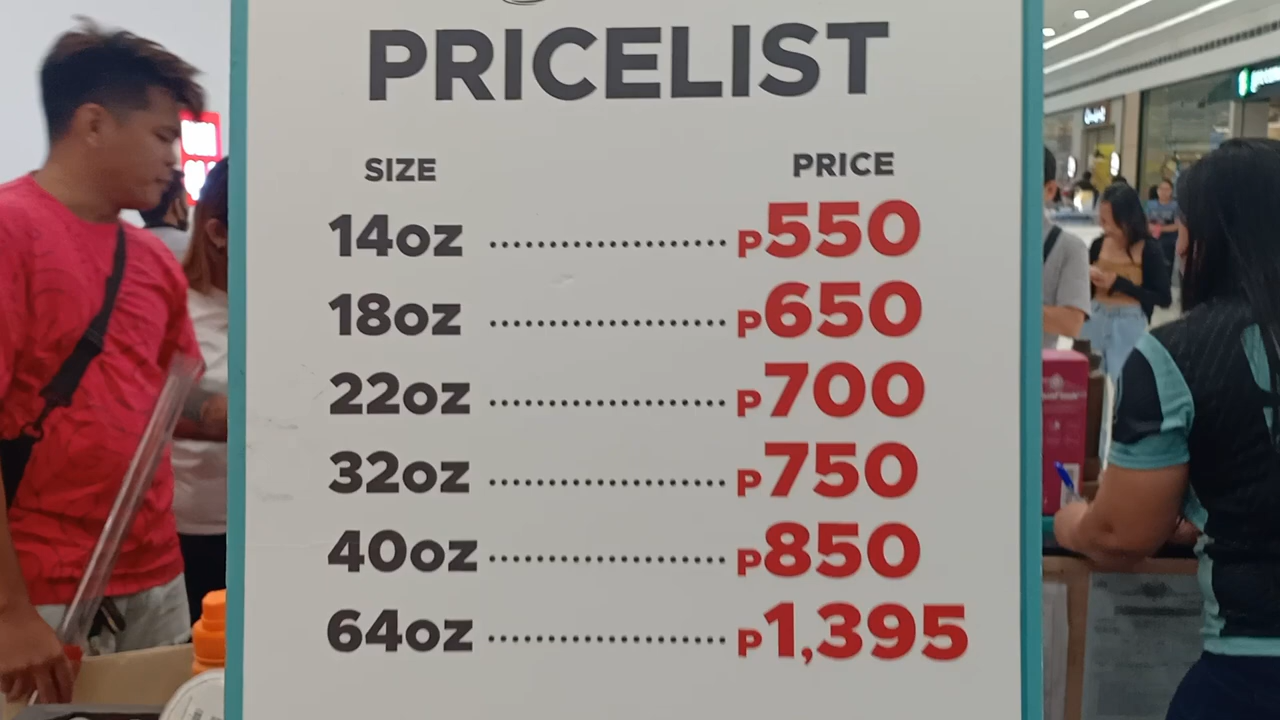 PRICELIST
SIZE PRICE
14oz ........................ P550
18oz ........................ P650
22oz ........................ P700
32oz ........................ P750
40oz ........................ P850
64oz ........................ P1,395